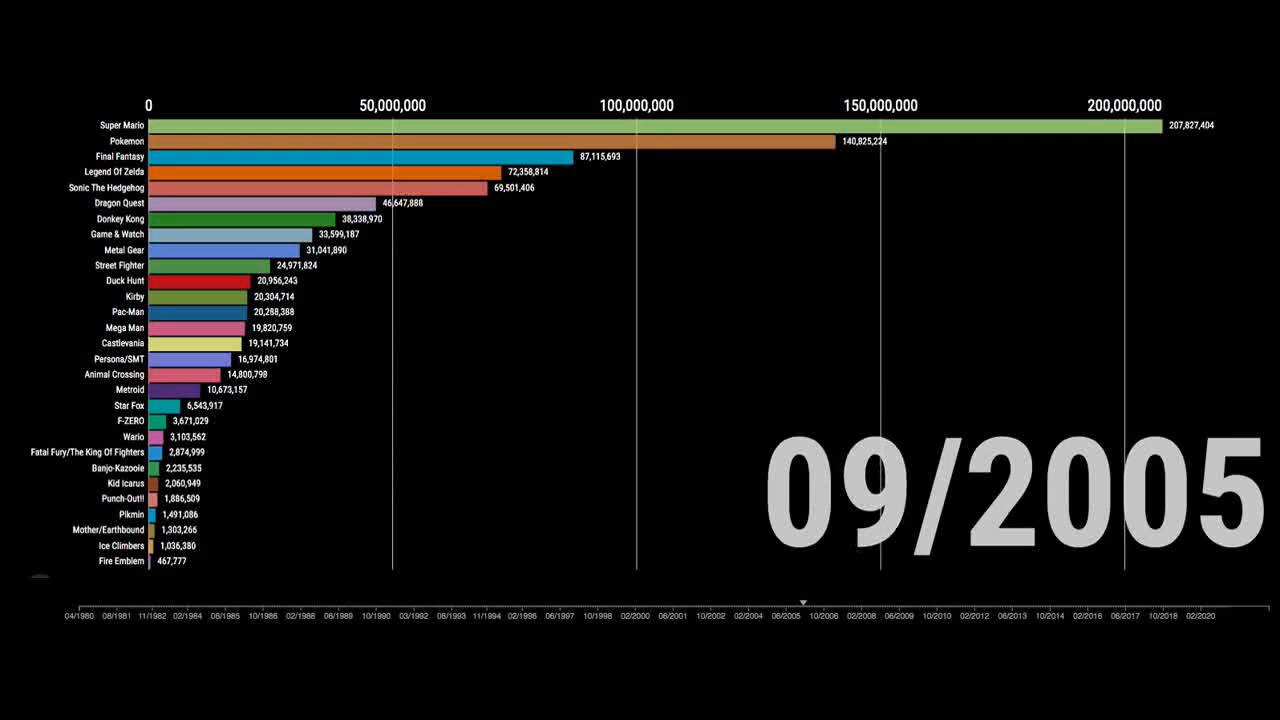 0 50,000,000 100,000,000 150,000,000 200,000,000
Super Mario 207,827,404
Pokemon 140,825,224
Final Fantasy 87,115,693
Legend Of Zelda 72,358,814
Sonic The Hedgehog 69,501,406
Dragon Quest 46,647,888
Donkey Kong 38,338,970
Game & Watch 33,599,187
Metal Gear 31,041,890
Street Fighter 24,971,824
Duck Hunt 20,956,243
Kirby 20,304,714
Pac-Man 20,288,388
Mega Man 19,820,759
Castlevania 19,141,734
Persona/SMT 16,974,801
Animal Crossing 14,800,798
Metroid 10,673,157
Star Fox 6,543,917
F-ZERO 3,671,029
Wario 3,103,562
Fatal Fury/The King Of Fighters 2,874,999
Banjo-Kazooie 2,235,535
Kid Icarus 2,060,949
Punch-Out!! 1,886,509
Pikmin 1,491,086
Mother/Earthbound 1,303,266
Ice Climbers 1,036,380
Fire Emblem 467,777
09/2005
04/1980 08/1981 11/1982 02/1984 06/1985 10/1986 02/1988 06/1989 10/1990 03/1992 08/1993 11/1994 02/1996 06/1997 10/1998 02/2000 06/2001 10/2002 02/2004 06/2005 10/2006 02/2008 06/2009 10/2010 02/2012 06/2013 10/2014 02/2016 06/2017 10/2018 02/2020